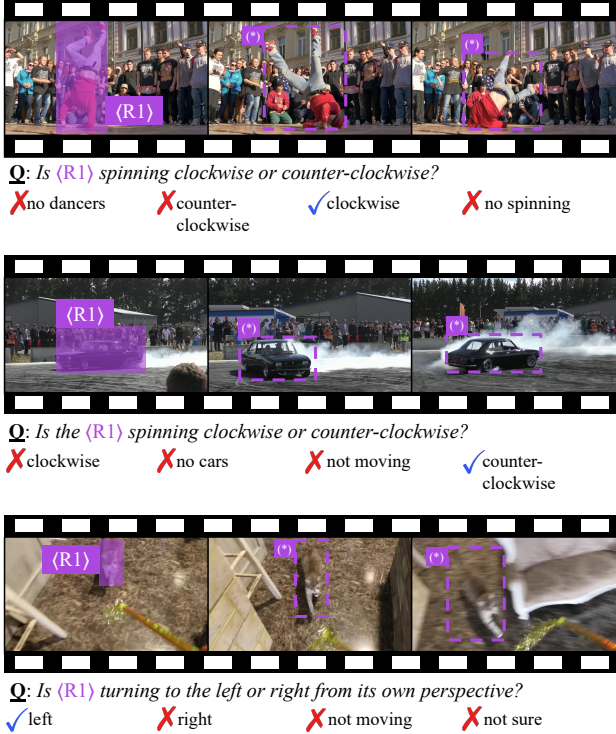 (*)
(*)
⟨R1⟩
Q: Is ⟨R1⟩ spinning clockwise or counter-clockwise?
✗no dancers ✗counter-clockwise ✓clockwise ✗no spinning
⟨R1⟩
(*)
(*)
Q: Is the ⟨R1⟩ spinning clockwise or counter-clockwise?
✗clockwise ✗no cars ✗not moving ✓counter-clockwise
⟨R1⟩
(*)
(*)
Q: Is ⟨R1⟩ turning to the left or right from its own perspective?
✓left ✗right ✗not moving ✗not sure